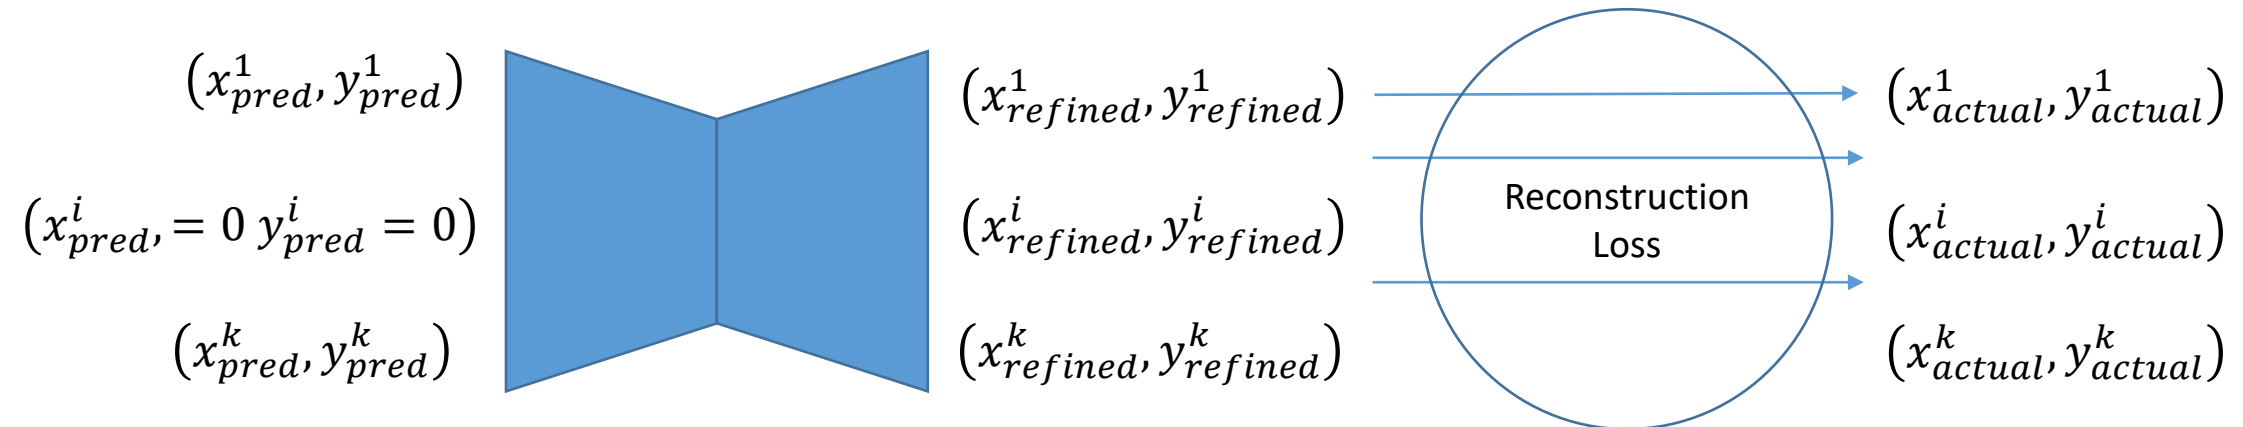 (x^1_{pred}, y^1_{pred})
(x^1_{refined}, y^1_{refined})
(x^1_{actual}, y^1_{actual})
(x^i_{pred}, = 0 y^i_{pred} = 0)
(x^i_{refined}, y^i_{refined})
Reconstruction
Loss
(x^i_{actual}, y^i_{actual})
(x^k_{pred}, y^k_{pred})
(x^k_{refined}, y^k_{refined})
(x^k_{actual}, y^k_{actual})